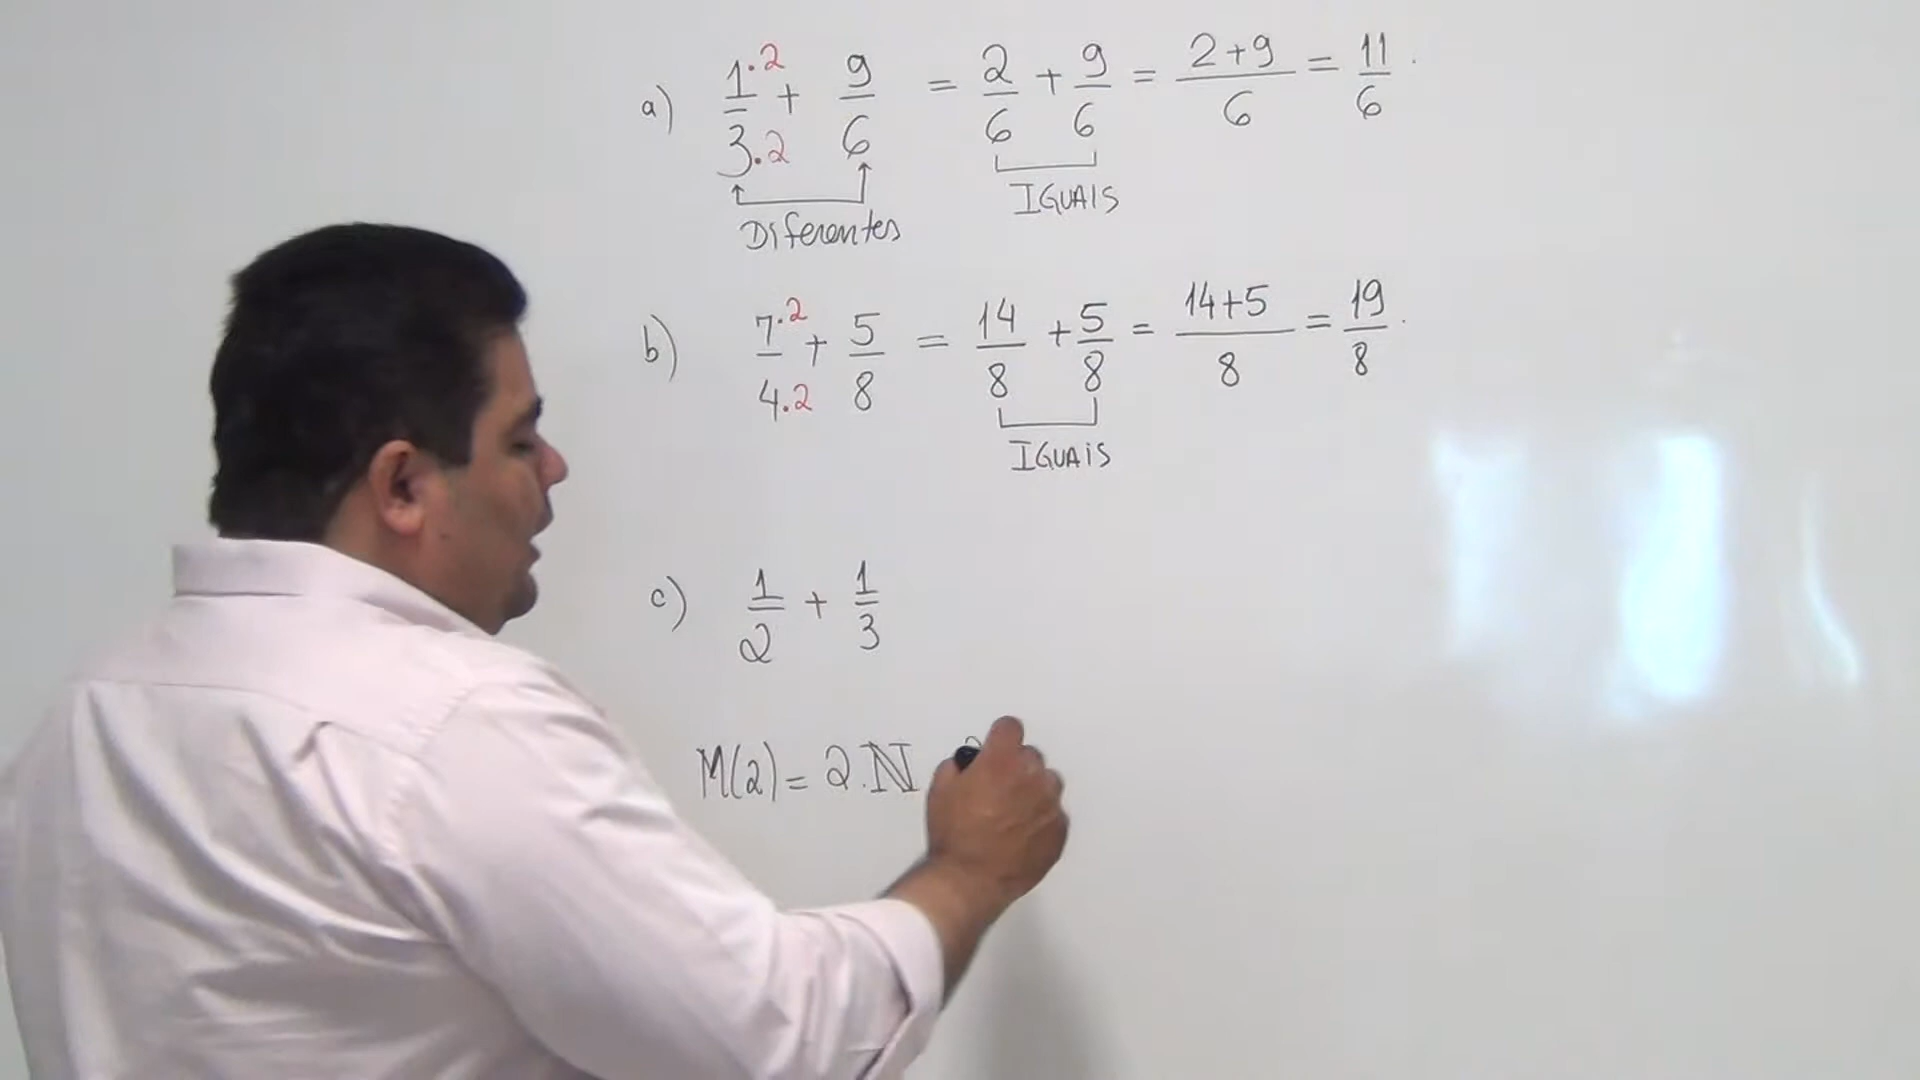 a) 1·2/3·2 + 9/6 = 2/6 + 9/6 = 2+9/6 = 11/6.
Diferentes IGUAIS
b) 7·2/4·2 + 5/8 = 14/8 + 5/8 = 14+5/8 = 19/8.
IGUAIS
c) 1/2 + 1/3
M(2) = 2.ℕ